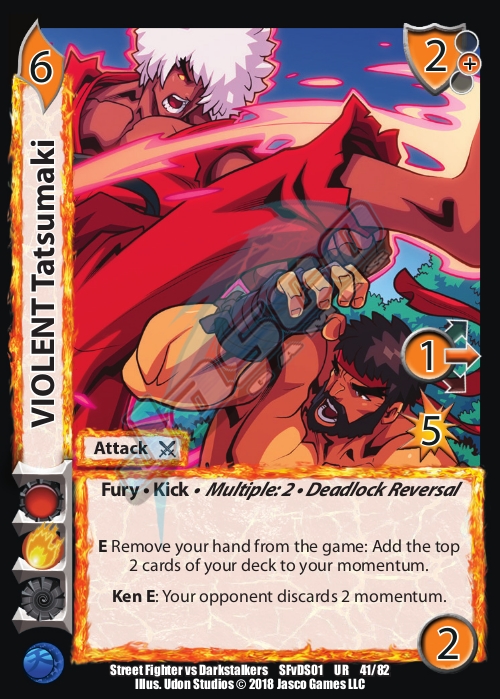 6
2
+
VIOLENT Tatsumaki
1
5
Attack
Fury • Kick • Multiple: 2 • Deadlock Reversal
E Remove your hand from the game: Add the top
2 cards of your deck to your momentum.
Ken E: Your opponent discards 2 momentum.
2
Street Fighter vs Darkstalkers SFvDS01 UR 41/82
Illus. Udon Studios © 2018 Jasco Games LLC